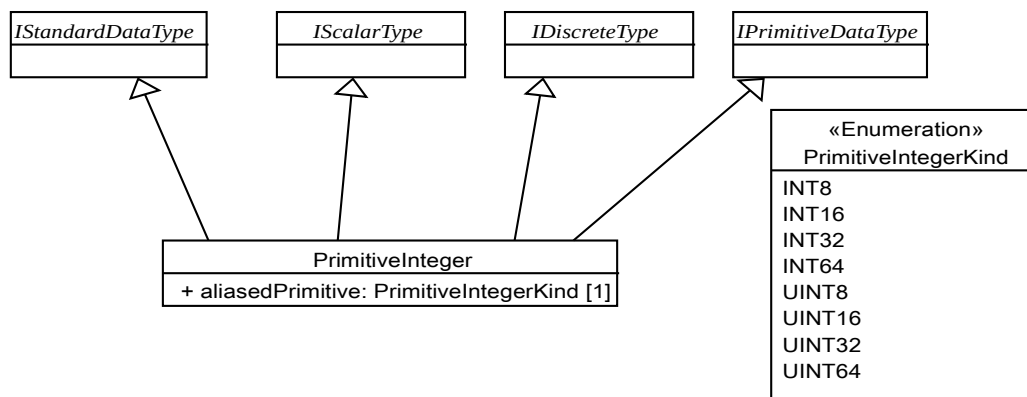 IStandardDataType
IScalarType
IDiscreteType
IPrimitiveDataType
«Enumeration»
PrimitiveIntegerKind
INT8
INT16
INT32
INT64
UINT8
UINT16
UINT32
UINT64
PrimitiveInteger
+ aliasedPrimitive: PrimitiveIntegerKind [1]